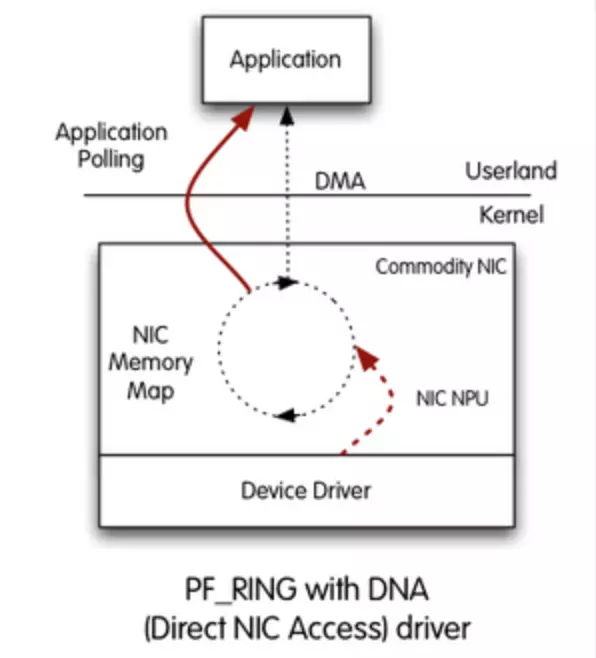 Application
Application
Polling
DMA
Userland
Kernel
Commodity NIC
NIC
Memory
Map
NIC NPU
Device Driver
PF_RING with DNA
(Direct NIC Access) driver